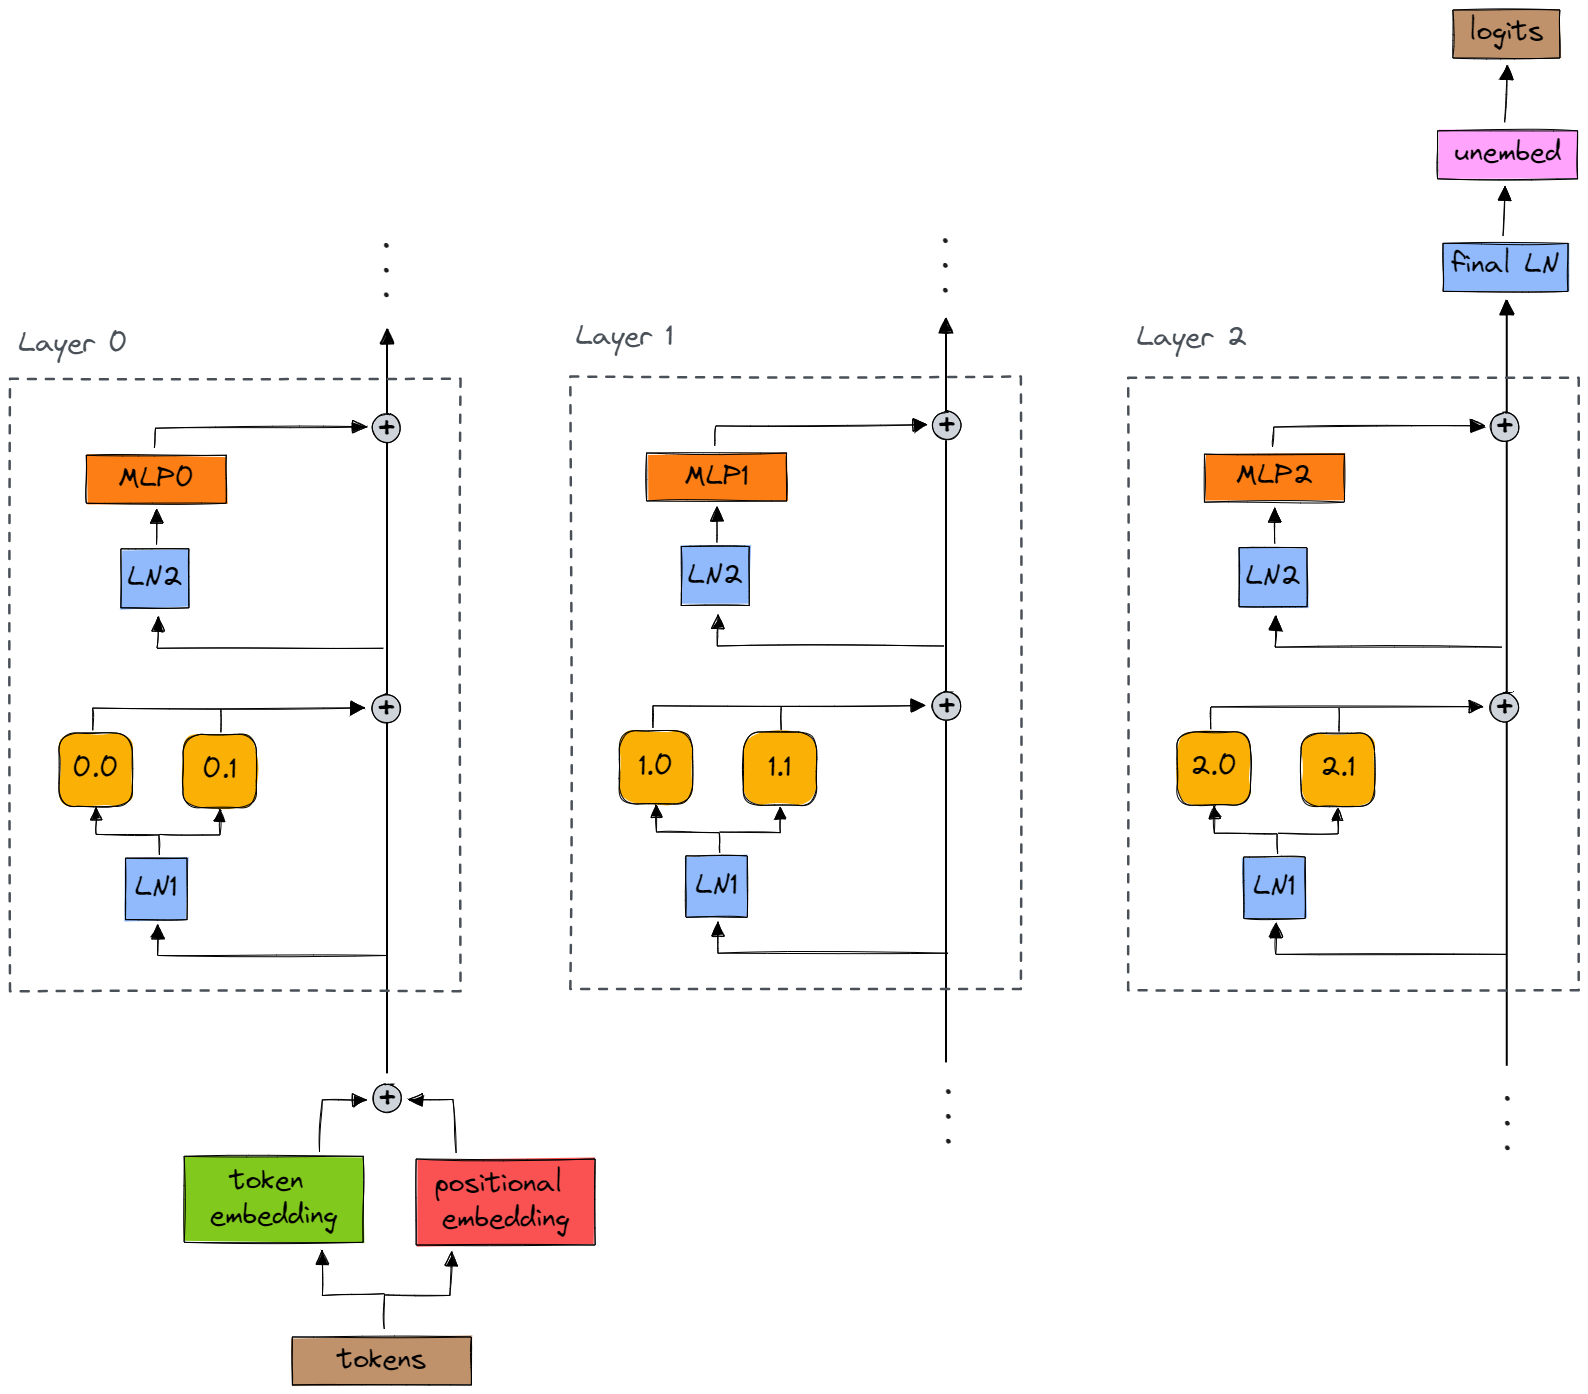 logits
unembed
final LN
Layer 0
MLP0
LN2
0.0
0.1
LN1
token
embedding
positional
embedding
tokens
Layer 1
MLP1
LN2
1.0
1.1
LN1
Layer 2
MLP2
LN2
2.0
2.1
LN1